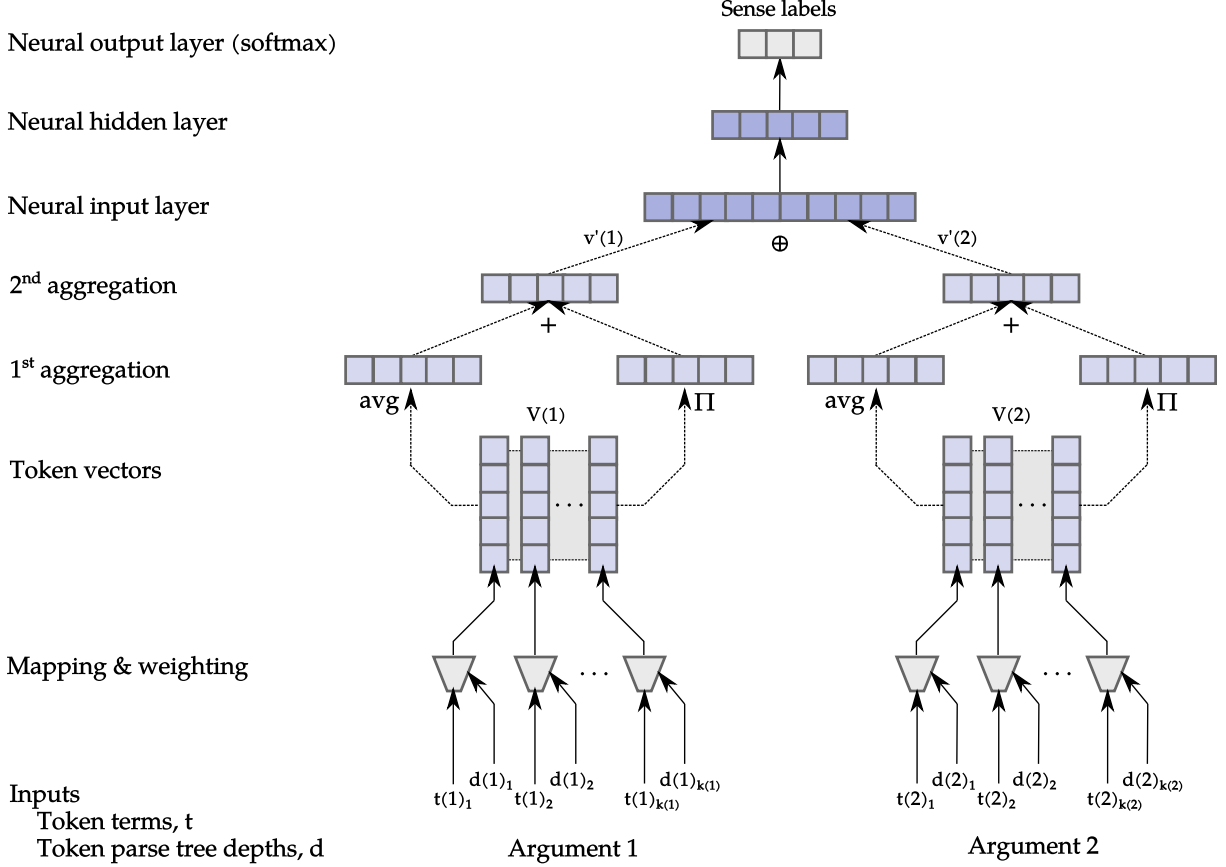 Sense labels
Neural output layer (softmax)
Neural hidden layer
Neural input layer
v'(1)
v'(2)
⊕
2nd aggregation
+
+
1st aggregation
avg
Π
avg
Π
V(1)
V(2)
Token vectors
...
...
Mapping & weighting
...
...
d(1)1
d(1)2
d(1)k(1)
d(2)1
d(2)2
d(2)k(2)
t(1)1
t(1)2
t(1)k(1)
t(2)1
t(2)2
t(2)k(2)
Inputs
Token terms, t
Token parse tree depths, d
Argument 1
Argument 2